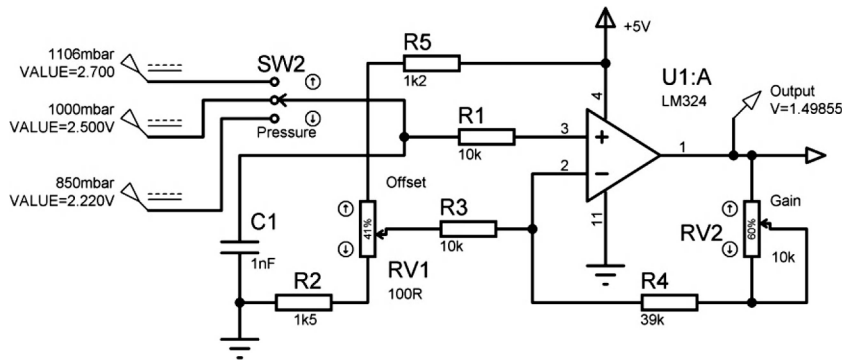 1106mbar
VALUE=2.700
SW2
R5
1k2
+5V
U1:A
LM324
1000mbar
VALUE=2.500V
Pressure
R1
10k
3
2
4
11
1
Output
V=1.49855
850mbar
VALUE=2.220V
Offset
41%
RV1
100R
R3
10k
C1
1nF
R2
1k5
R4
39k
Gain
60%
RV2
10k